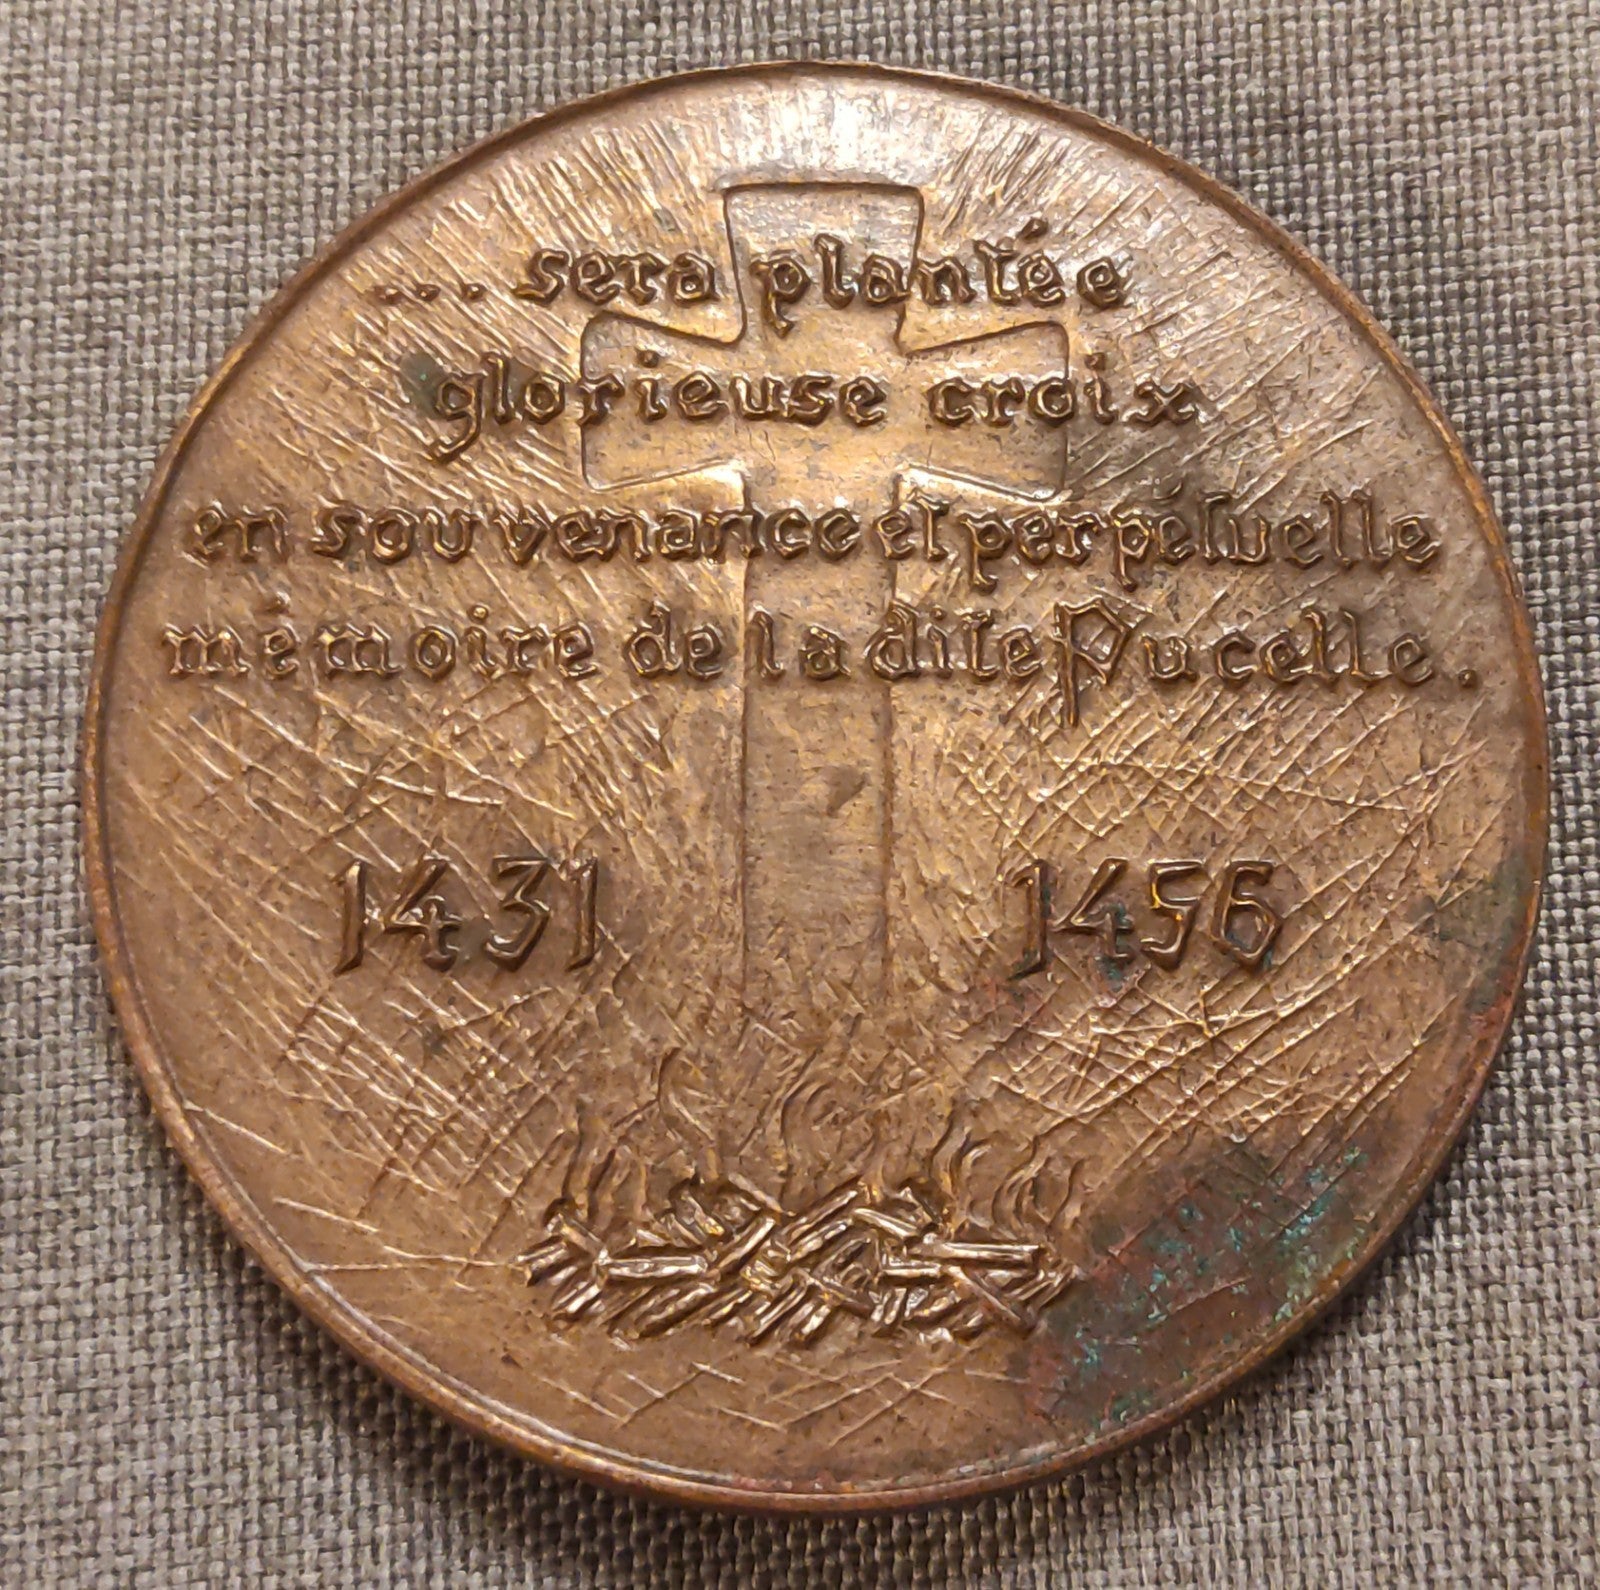 ... sera plantée
glorieuse croix
en souvenance et perpétuelle
mémoire de la dite Pucelle.
1431 1456